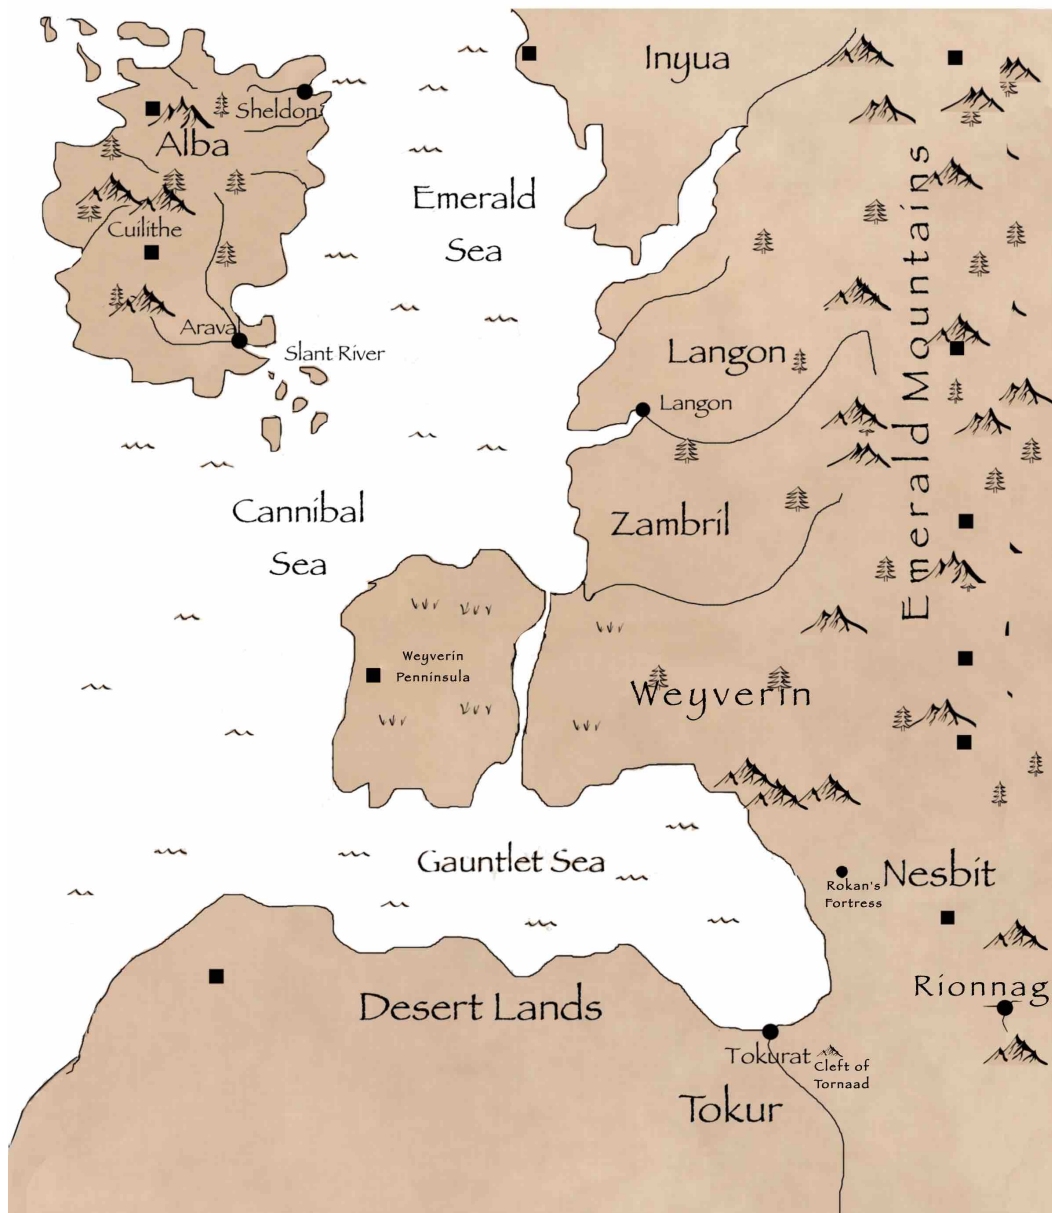 Inyua
Sheldon
Alba
Emerald
Sea
Cuilithe
Emerald Mountains
Araval
Slant River
Langon
Langon
Cannibal
Sea
Zambril
Weyverin
Penninsula
Weyverin
Gauntlet Sea
Nesbit
Rokan's
Fortress
Rionnag
Desert Lands
Tokurat
Cleft of
Tornaad
Tokur